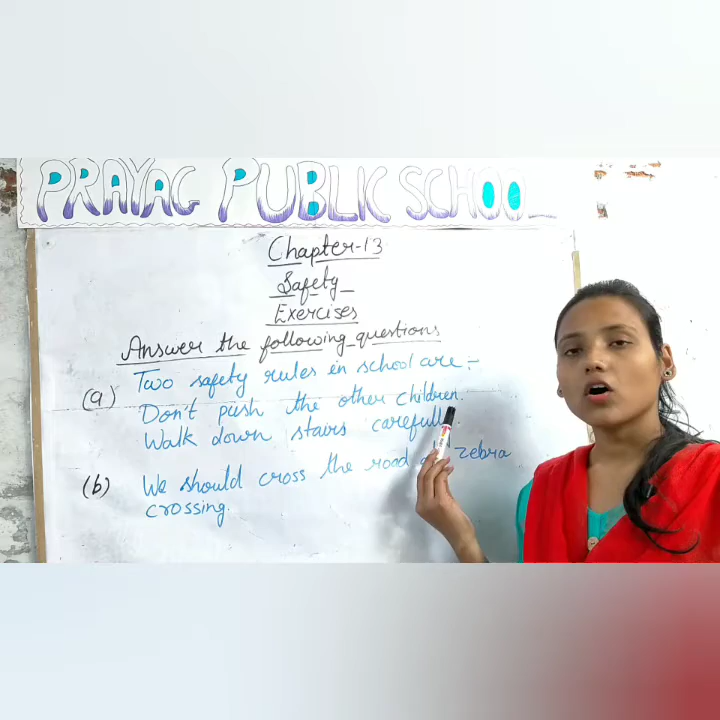 PRAYAG PUBLIC SCHOOL
Chapter-13
Safety
Exercises
Answer the following questions
(a) Two safety rules in school are :-
Don't push the other children.
Walk down stairs carefully.
(b) We should cross the road at zebra
crossing.